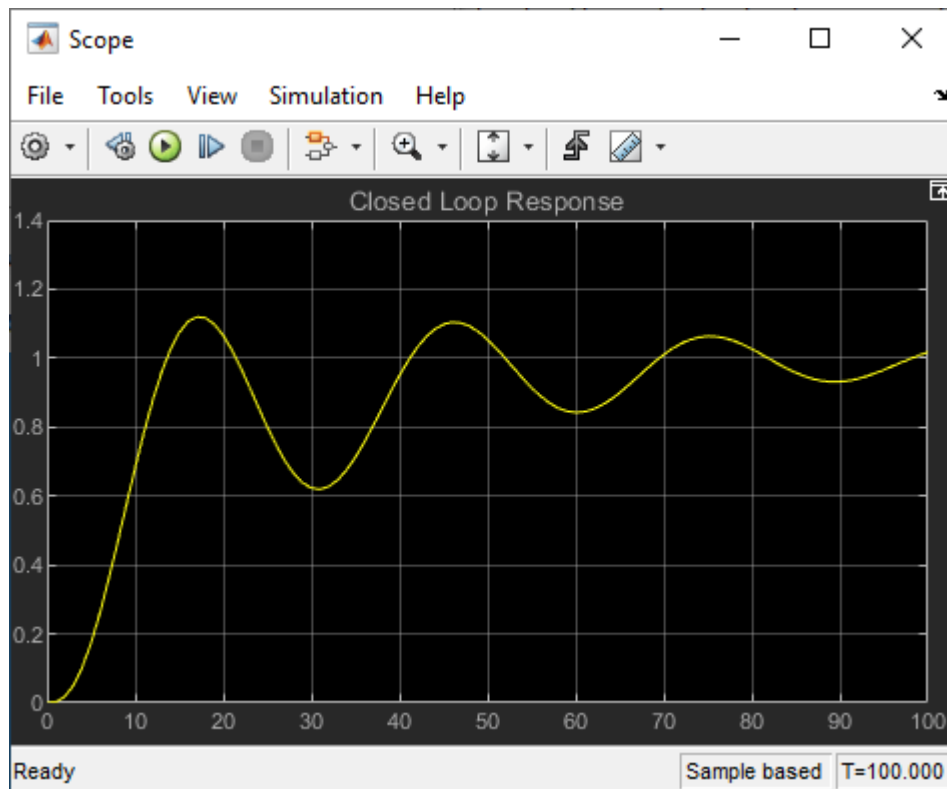 Scope
File Tools View Simulation Help
Closed Loop Response
1.4
1.2
1
0.8
0.6
0.4
0.2
0
0 10 20 30 40 50 60 70 80 90 100
Ready Sample based T=100.000